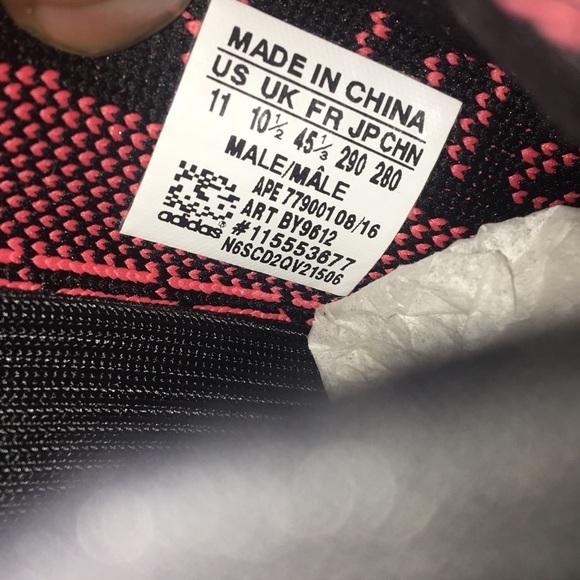 MADE IN CHINA
US UK FR JP CHN
11 10½ 45⅓ 290 280
MALE/MÂLE
APE 779001 08/16
ART BY9612
#115553677
adidas®
N6SCD2QV21506